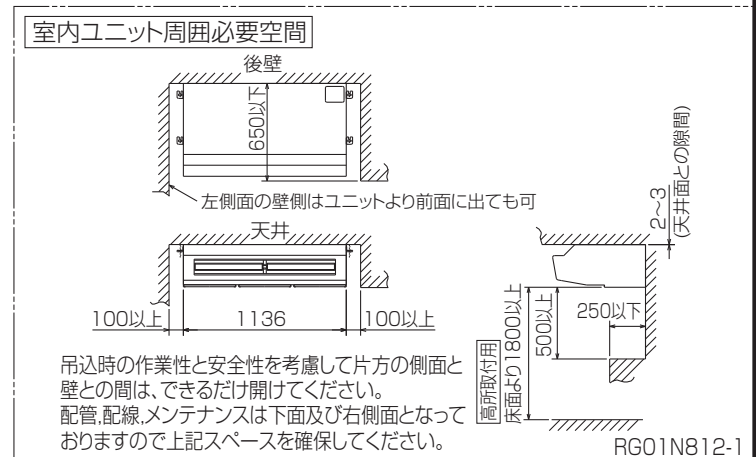 室内ユニット周囲必要空間
後壁
650以下
左側面の壁側はユニットより前面に出ても可
天井
100以上
1136
100以上
2〜3
(天井面との隙間)
250以下
500以上
床面より1800以上
高所取付用
吊込時の作業性と安全性を考慮して片方の側面と
壁との間は、できるだけ開けてください。
配管,配線,メンテナンスは下面及び右側面となって
おりますので上記スペースを確保してください。
RG01N812-1